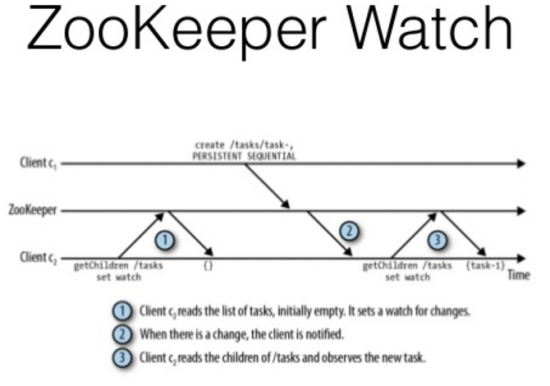 ZooKeeper Watch
create /tasks/task-,
PERSISTENT SEQUENTIAL
Client c₁
ZooKeeper
1
2
3
Client c₂
getChildren /tasks
set watch
{}
getChildren /tasks
set watch
{task-1}
Time
1 Client c₂ reads the list of tasks, initially empty. It sets a watch for changes.
2 When there is a change, the client is notified.
3 Client c₂ reads the children of /tasks and observes the new task.